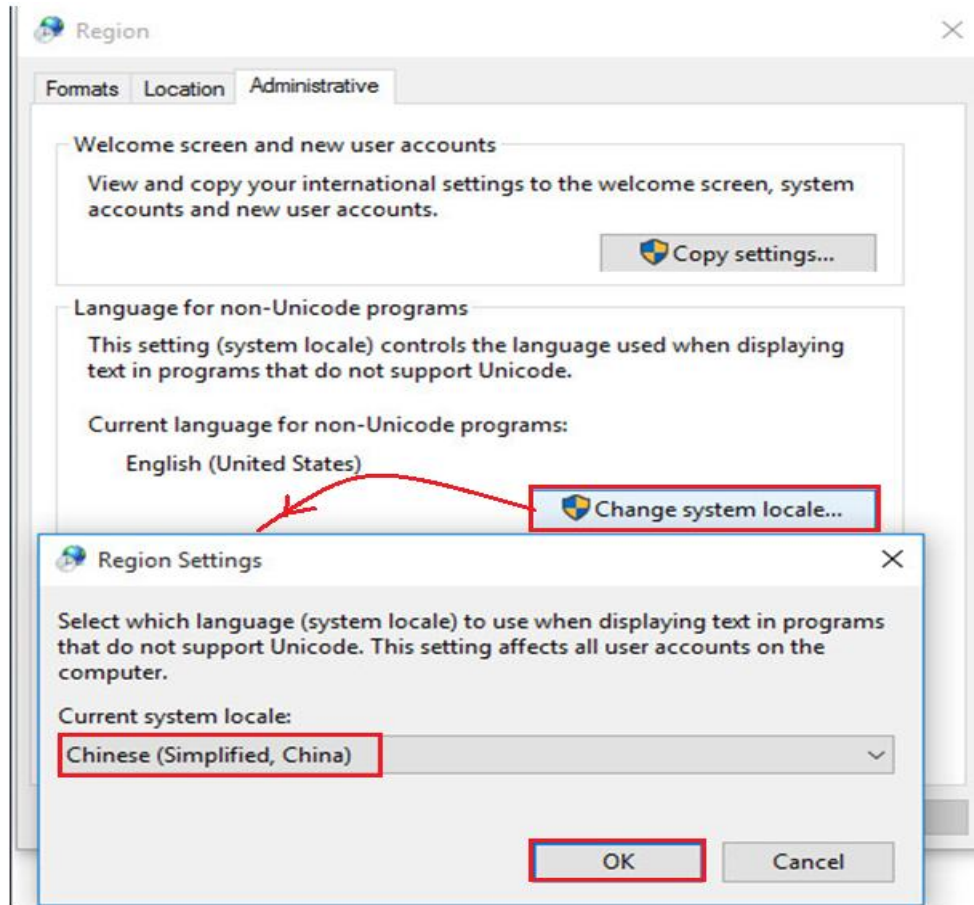 Region
Formats Location Administrative
Welcome screen and new user accounts
View and copy your international settings to the welcome screen, system
accounts and new user accounts.
Copy settings...
Language for non-Unicode programs
This setting (system locale) controls the language used when displaying
text in programs that do not support Unicode.
Current language for non-Unicode programs:
English (United States)
Change system locale...
Region Settings
Select which language (system locale) to use when displaying text in programs
that do not support Unicode. This setting affects all user accounts on the
computer.
Current system locale:
Chinese (Simplified, China)
OK Cancel